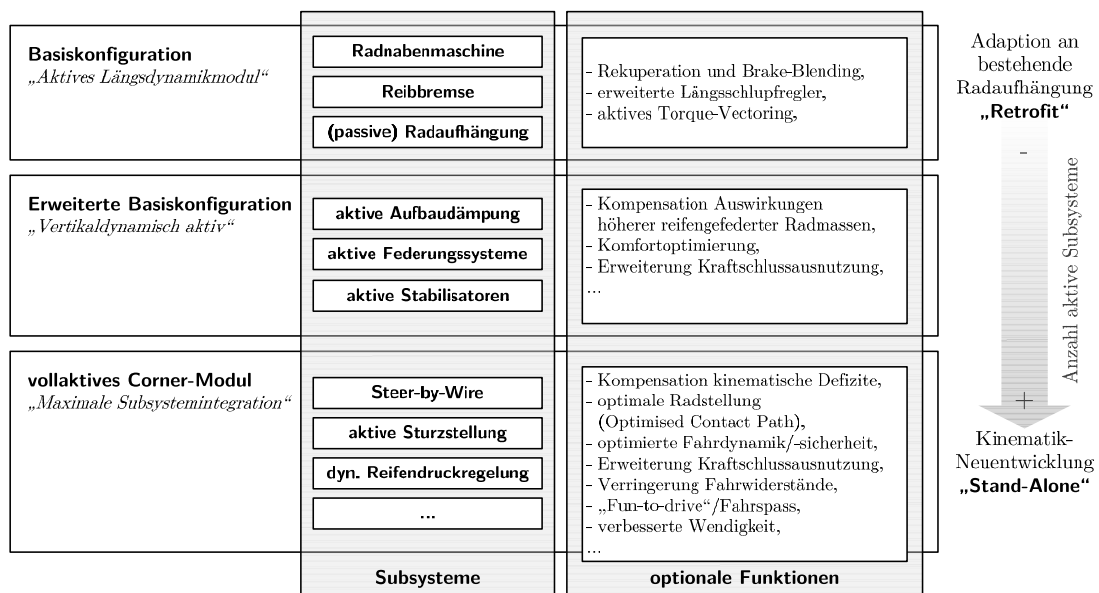 Basiskonfiguration
„Aktives Längsdynamikmodul“
Radnabenmaschine
Reibbremse
(passive) Radaufhängung
- Rekuperation und Brake-Blending,
- erweiterte Längsschlupfregler,
- aktives Torque-Vectoring,
Erweiterte Basiskonfiguration
„Vertikaldynamisch aktiv“
aktive Aufbaudämpung
aktive Federungssysteme
aktive Stabilisatoren
- Kompensation Auswirkungen
höherer reifengefederter Radmassen,
- Komfortoptimierung,
- Erweiterung Kraftschlussausnutzung,
...
vollaktives Corner-Modul
„Maximale Subsystemintegration“
Steer-by-Wire
aktive Sturzstellung
dyn. Reifendruckregelung
...
- Kompensation kinematische Defizite,
- optimale Radstellung
(Optimised Contact Path),
- optimierte Fahrdynamik/-sicherheit,
- Erweiterung Kraftschlussausnutzung,
- Verringerung Fahrwiderstände,
- „Fun-to-drive“/Fahrspass,
- verbesserte Wendigkeit,
...
Subsysteme
optionale Funktionen
Adaption an
bestehende
Radaufhängung
„Retrofit“
-
Anzahl aktive Subsysteme
+
Kinematik-
Neuentwicklung
„Stand-Alone“